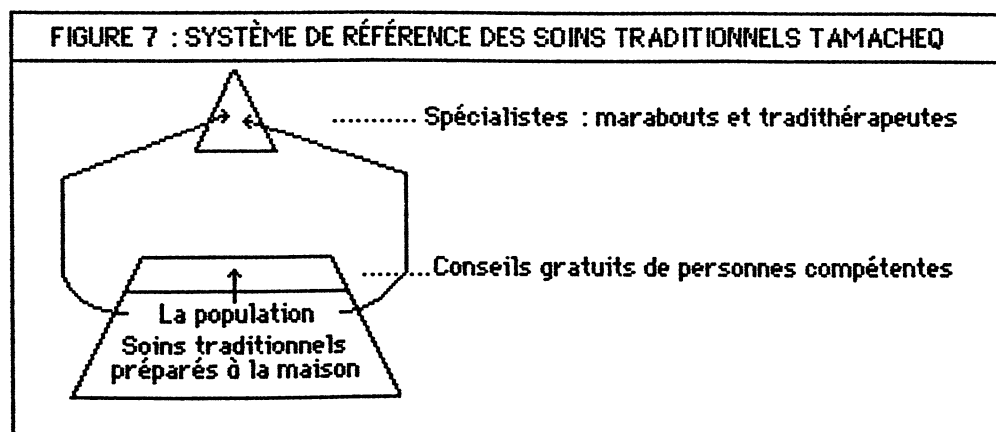 FIGURE 7 : SYSTÈME DE RÉFÉRENCE DES SOINS TRADITIONNELS TAMACHEQ
.......... Spécialistes : marabouts et tradithérapeutes
.......Conseils gratuits de personnes compétentes
La population
Soins traditionnels
préparés à la maison